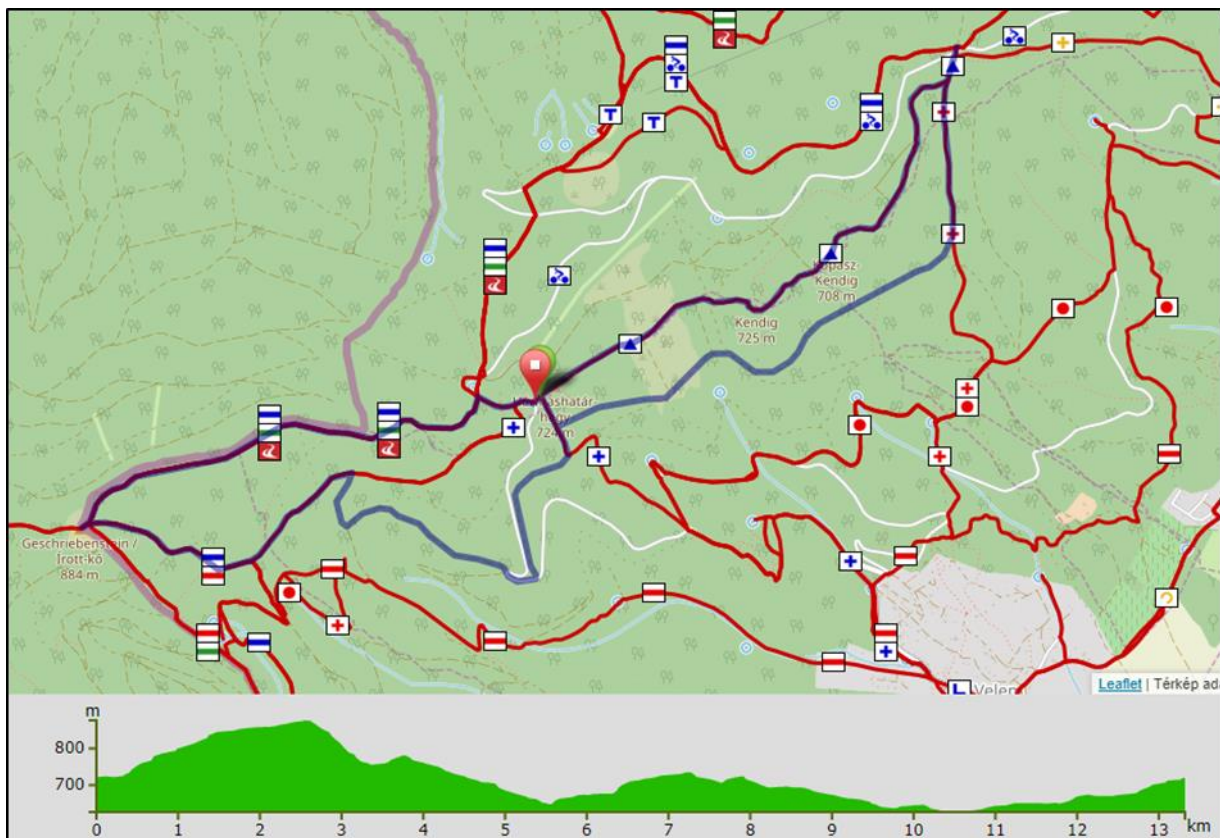 Kopasz-
Kendig
708 m
Kendig
725 m
724 m
Geschriebenstein /
Írott-kő
884 m
T
T
T
L
Velem
Leaflet | Térkép
m
800
700
0 1 2 3 4 5 6 7 8 9 10 11 12 13 km